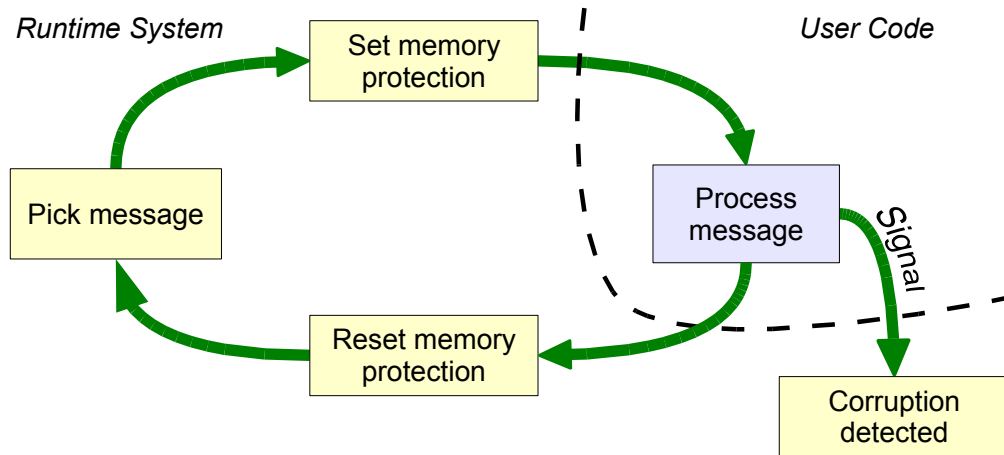 Runtime System
User Code
Set memory
protection
Pick message
Process
message
Signal
Reset memory
protection
Corruption
detected